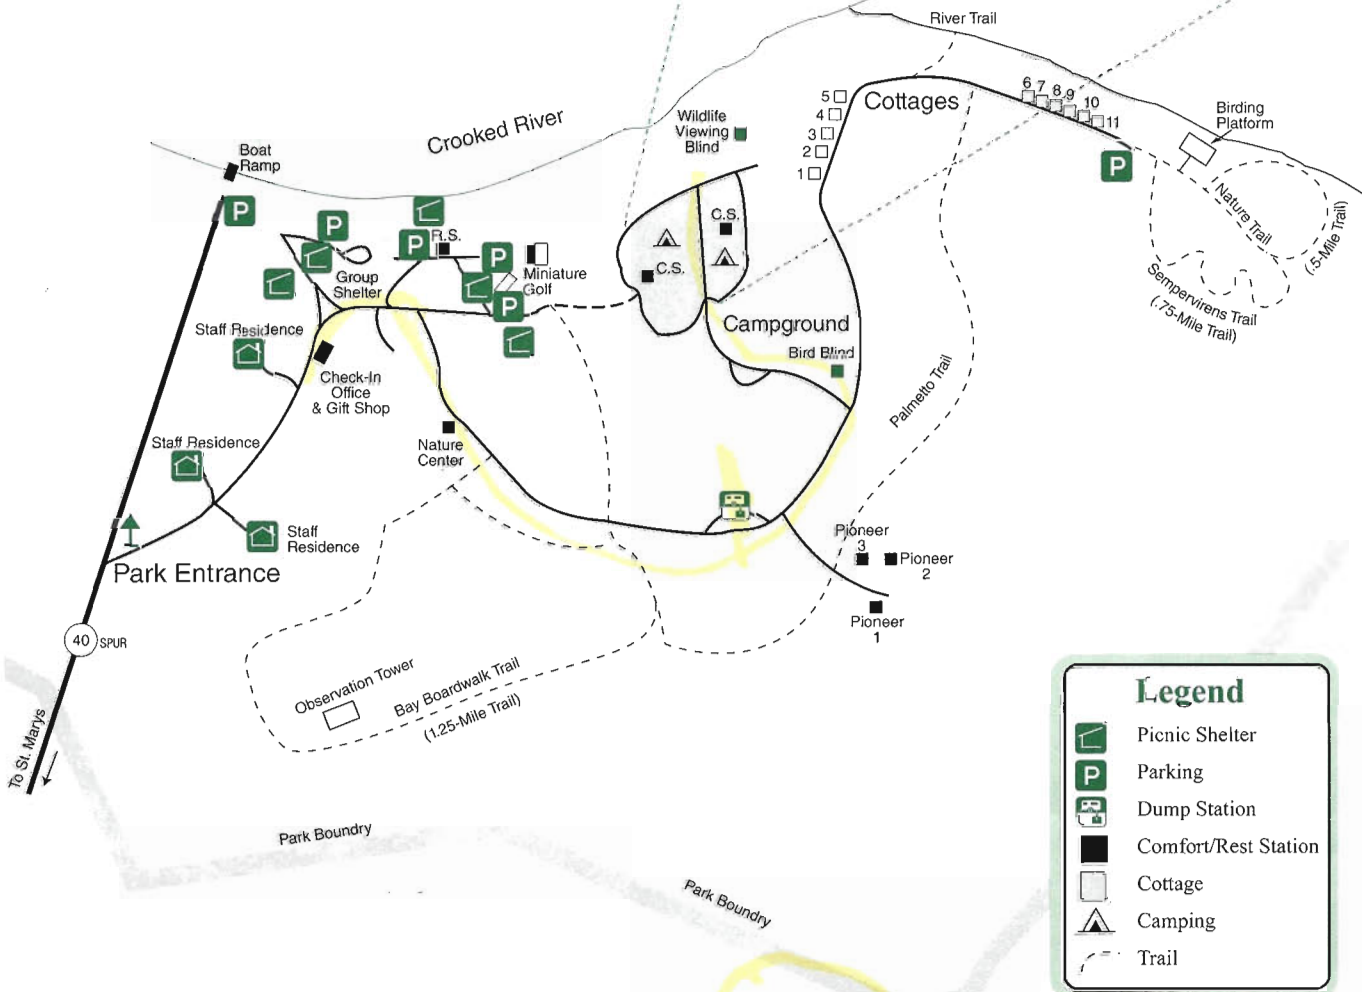 River Trail
6
7
8
9
10
11
5
4
3
2
1
Cottages
Birding
Platform
Crooked River
Wildlife
Viewing
Blind
Boat
Ramp
P
P
P
P
P
P
R.S.
C.S.
C.S.
Nature Trail
(.5-Mile Trail)
Sempervirens Trail
(.75-Mile Trail)
Group
Shelter
Miniature
Golf
Campground
Bird Blind
Palmetto Trail
Staff Residence
Check-In
Office
& Gift Shop
Nature
Center
Staff Residence
Staff
Residence
Park Entrance
Pioneer
3
Pioneer
2
Pioneer
1
40
SPUR
To St. Marys
Observation Tower
Bay Boardwalk Trail
(1.25-Mile Trail)
Park Boundry
Park Boundry
Legend
Picnic Shelter
P
Parking
Dump Station
Comfort/Rest Station
Cottage
Camping
Trail